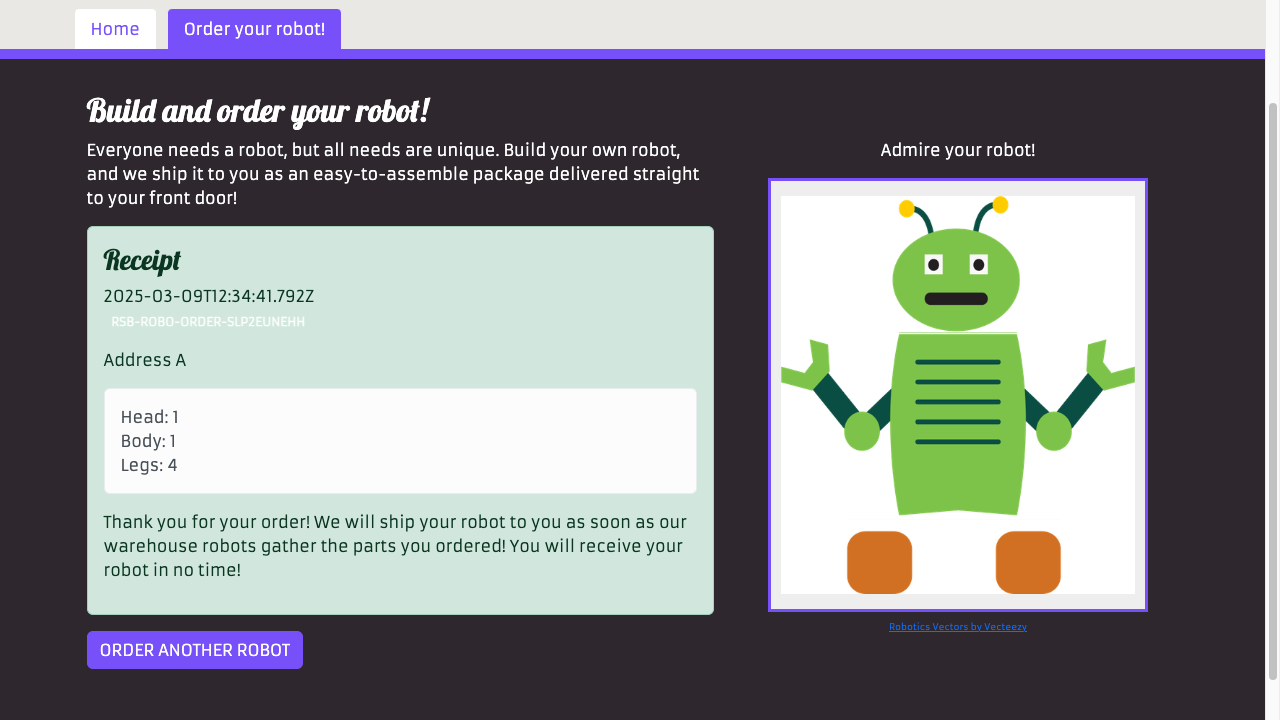 Home
Order your robot!
Build and order your robot!
Everyone needs a robot, but all needs are unique. Build your own robot,
and we ship it to you as an easy-to-assemble package delivered straight
to your front door!
Receipt
2025-03-09T12:34:41.792Z
RSB-ROBO-ORDER-SLP2EUNEHH
Address A
Head: 1
Body: 1
Legs: 4
Thank you for your order! We will ship your robot to you as soon as our
warehouse robots gather the parts you ordered! You will receive your
robot in no time!
ORDER ANOTHER ROBOT
Admire your robot!
Robotics Vectors by Vecteezy